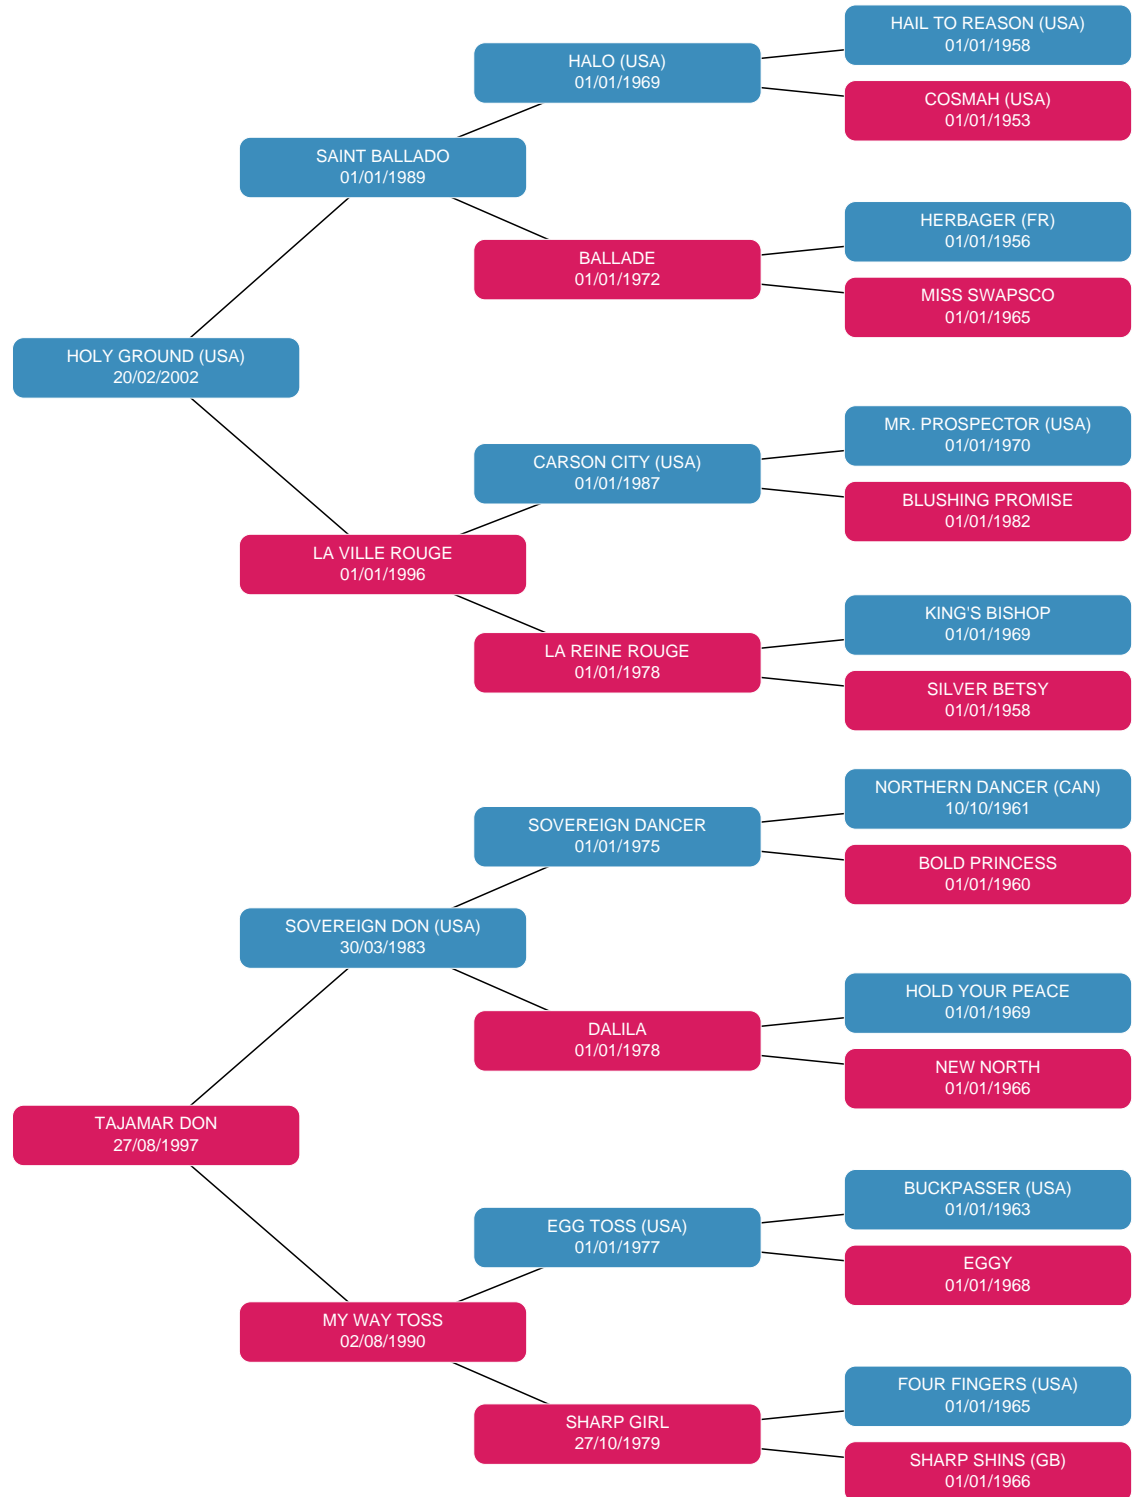 HAIL TO REASON (USA)
01/01/1958
HALO (USA)
01/01/1969
COSMAH (USA)
01/01/1953
SAINT BALLADO
01/01/1989
HERBAGER (FR)
01/01/1956
BALLADE
01/01/1972
MISS SWAPSCO
01/01/1965
HOLY GROUND (USA)
20/02/2002
MR. PROSPECTOR (USA)
01/01/1970
CARSON CITY (USA)
01/01/1987
BLUSHING PROMISE
01/01/1982
LA VILLE ROUGE
01/01/1996
KING'S BISHOP
01/01/1969
LA REINE ROUGE
01/01/1978
SILVER BETSY
01/01/1958
NORTHERN DANCER (CAN)
10/10/1961
SOVEREIGN DANCER
01/01/1975
BOLD PRINCESS
01/01/1960
SOVEREIGN DON (USA)
30/03/1983
HOLD YOUR PEACE
01/01/1969
DALILA
01/01/1978
NEW NORTH
01/01/1966
TAJAMAR DON
27/08/1997
BUCKPASSER (USA)
01/01/1963
EGG TOSS (USA)
01/01/1977
EGGY
01/01/1968
MY WAY TOSS
02/08/1990
FOUR FINGERS (USA)
01/01/1965
SHARP GIRL
27/10/1979
SHARP SHINS (GB)
01/01/1966